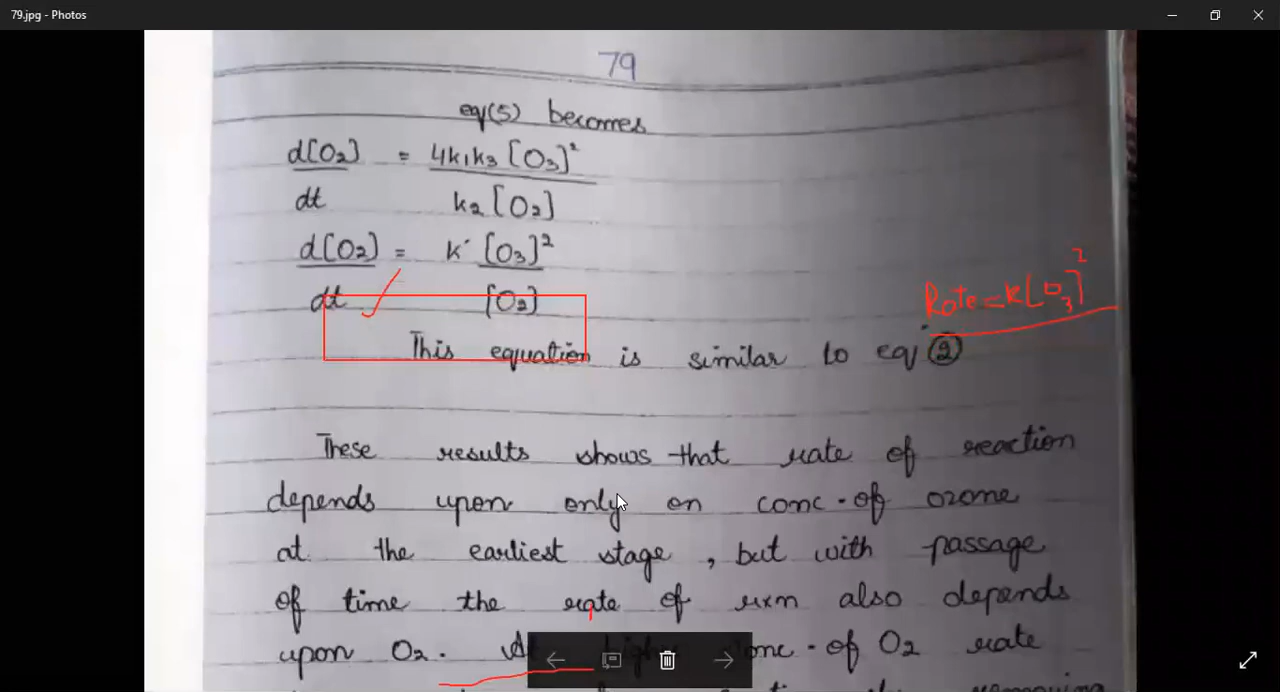 79.jpg - Photos
79
eq(5) becomes
d[O₂] = 4k₁k₃[O₃]²
dt k₂[O₂]
d[O₂] = k' [O₃]²
dt [O₂]
Rate = k[O₃]²
This equation is similar to eq ②
These results shows that rate of reaction
depends upon only on conc. of ozone
at the earliest stage, but with passage
of time the rate of rxn also depends
upon O₂. At conc. of O₂ rate